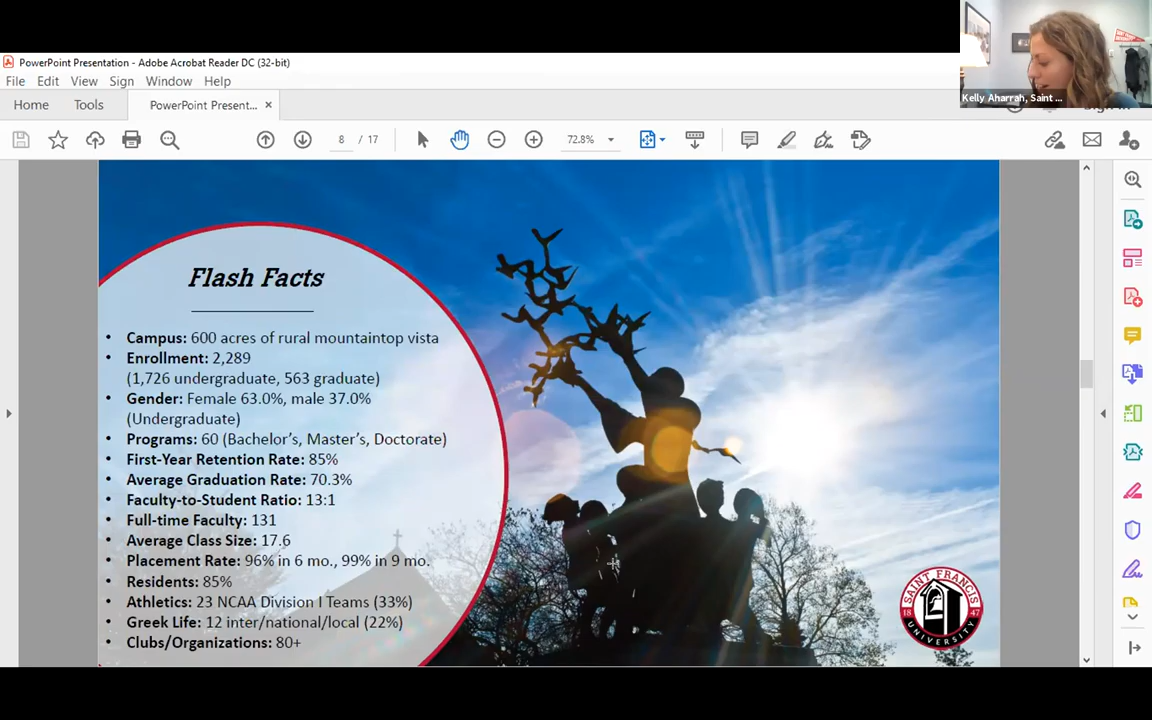 PowerPoint Presentation - Adobe Acrobat Reader DC (32-bit)
File Edit View Sign Window Help
Home Tools PowerPoint Present... ×
8 / 17 72.8%
Kelly Aharrah, Saint ...
Flash Facts
• Campus: 600 acres of rural mountaintop vista
• Enrollment: 2,289
(1,726 undergraduate, 563 graduate)
• Gender: Female 63.0%, male 37.0%
(Undergraduate)
• Programs: 60 (Bachelor's, Master's, Doctorate)
• First-Year Retention Rate: 85%
• Average Graduation Rate: 70.3%
• Faculty-to-Student Ratio: 13:1
• Full-time Faculty: 131
• Average Class Size: 17.6
• Placement Rate: 96% in 6 mo., 99% in 9 mo.
• Residents: 85%
• Athletics: 23 NCAA Division I Teams (33%)
• Greek Life: 12 inter/national/local (22%)
• Clubs/Organizations: 80+
SAINT FRANCIS
18 47
UNIVERSITY